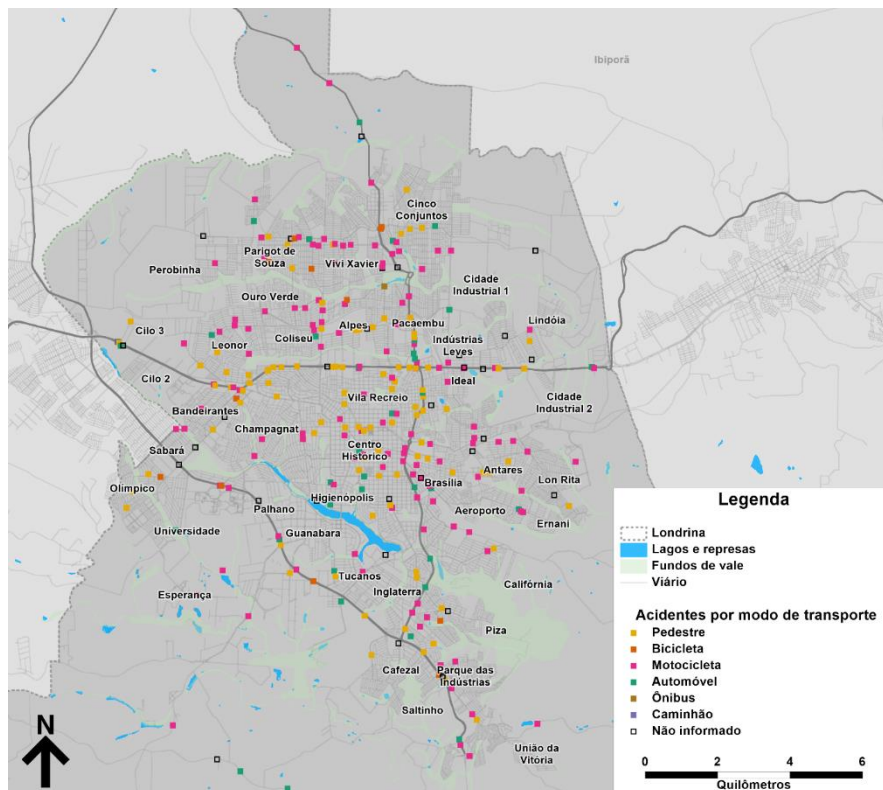 Ibiporã
Cinco
Conjuntos
Parigot de
Souza
Vivi Xavier
Perobinha
Cidade
Industrial 1
Ouro Verde
Lindóia
Cilo 3
Alpes
Pacaembu
Coliseu
Leonor
Indústrias
Leves
Cilo 2
Ideal
Vila Recreio
Cidade
Industrial 2
Bandeirantes
Champagnat
Centro
Histórico
Sabará
Antares
Brasília
Lon Rita
Olímpico
Higienópolis
Palhano
Aeroporto
Ernani
Universidade
Guanabara
Tucanos
Califórnia
Inglaterra
Esperança
Piza
Cafezal
Parque das
Indústrias
Saltinho
União da
Vitória
N
Legenda
Londrina
Lagos e represas
Fundos de vale
Viário
Acidentes por modo de transporte
Pedestre
Bicicleta
Motocicleta
Automóvel
Ônibus
Caminhão
Não informado
0 2 4 6
Quilômetros